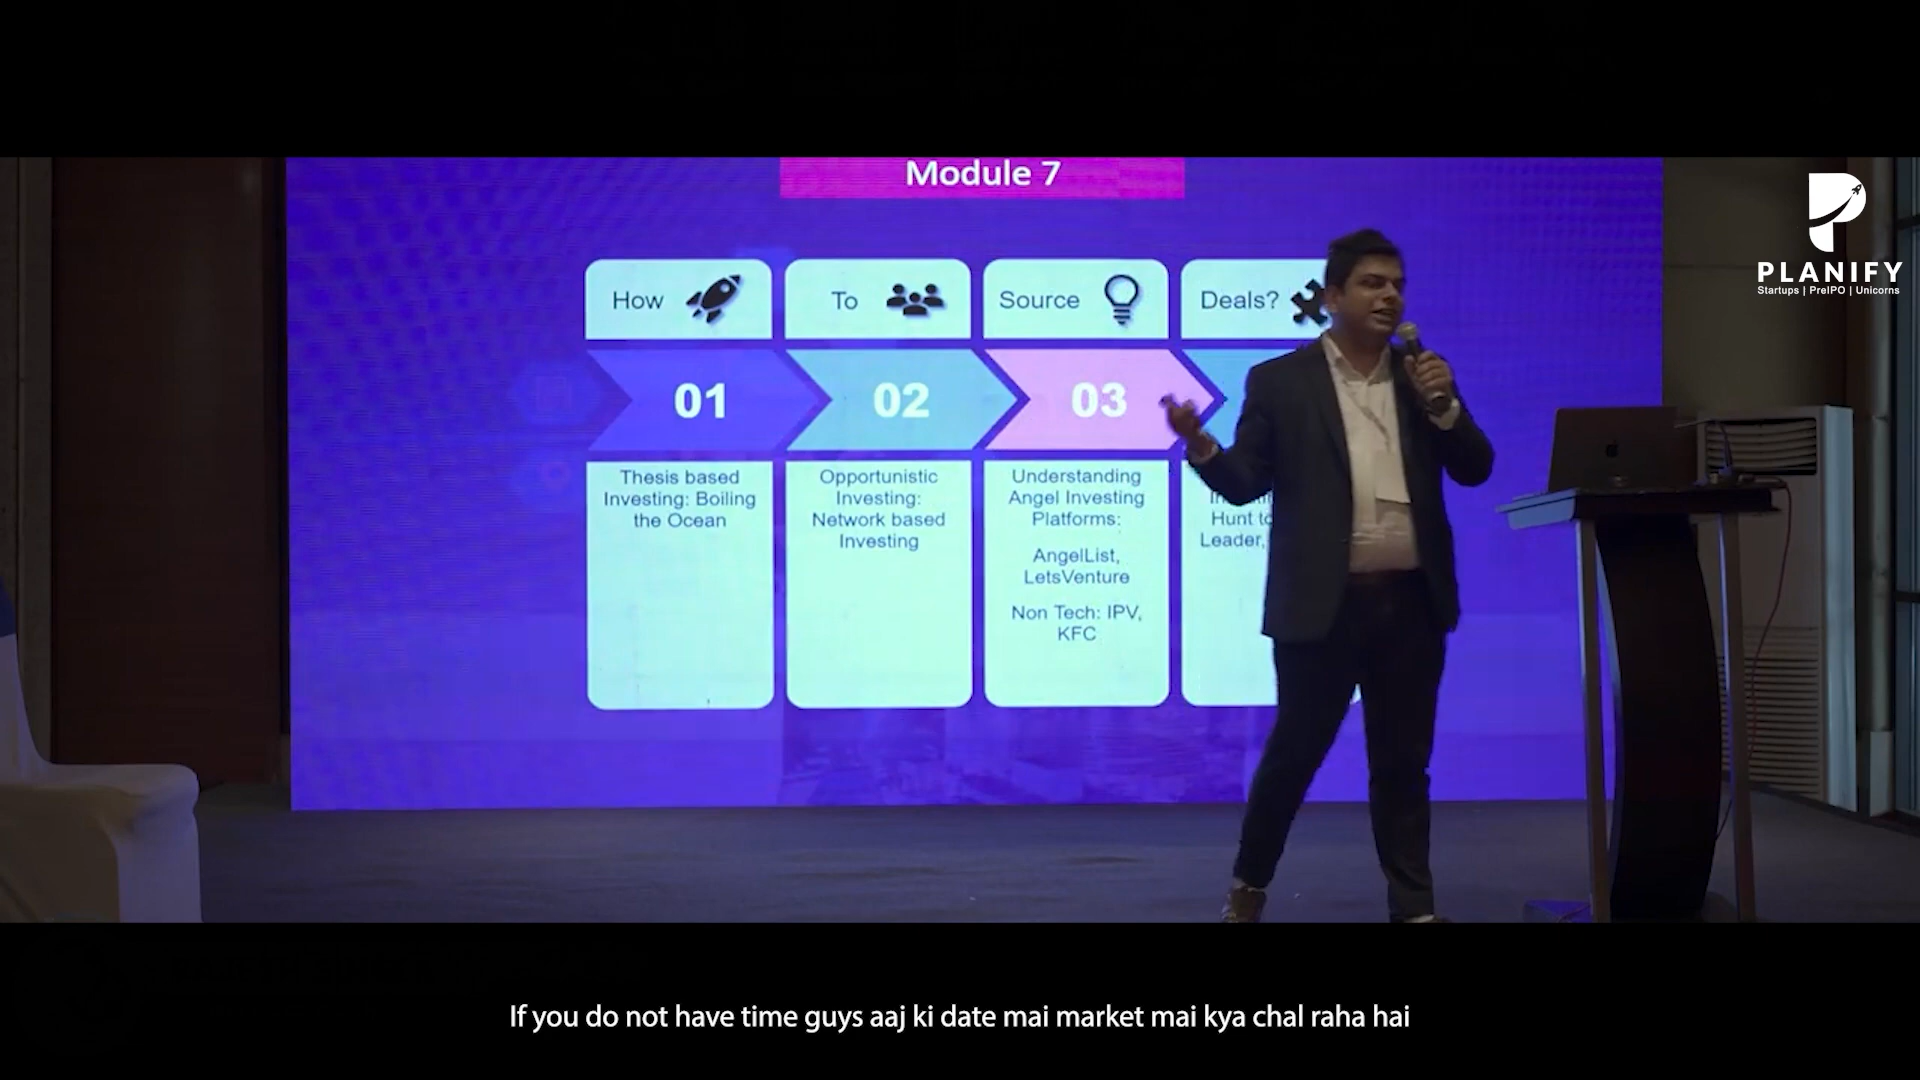 Module 7
PLANIFY
Startups | PreIPO | Unicorns
How
To
Source
Deals?
01
02
03
Thesis based
Investing: Boiling
the Ocean
Opportunistic
Investing:
Network based
Investing
Understanding
Angel Investing
Platforms:
AngelList,
LetsVenture
Non Tech: IPV,
KFC
Hunt
Leader,
If you do not have time guys aaj ki date mai market mai kya chal raha hai